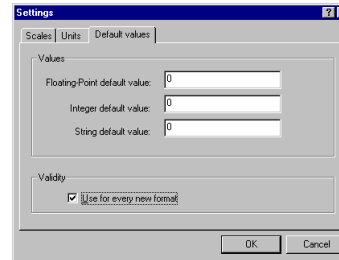 Settings
?
Scales Units Default values
Values
Floating-Point default value: 0
Integer default value: 0
String default value: 0
Validity
Use for every new format
OK Cancel